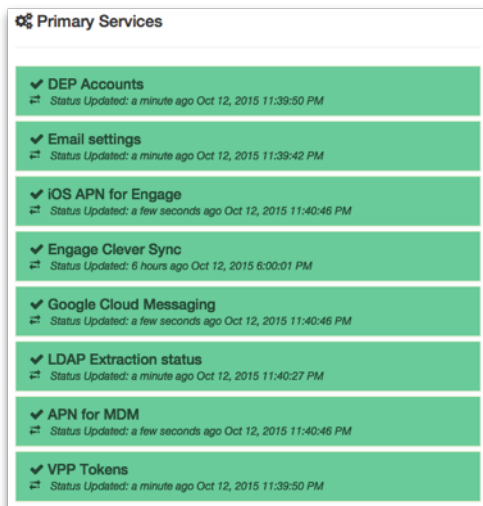 Primary Services
DEP Accounts
Status Updated: a minute ago Oct 12, 2015 11:39:50 PM
Email settings
Status Updated: a minute ago Oct 12, 2015 11:39:42 PM
iOS APN for Engage
Status Updated: a few seconds ago Oct 12, 2015 11:40:46 PM
Engage Clever Sync
Status Updated: 6 hours ago Oct 12, 2015 6:00:01 PM
Google Cloud Messaging
Status Updated: a few seconds ago Oct 12, 2015 11:40:46 PM
LDAP Extraction status
Status Updated: a minute ago Oct 12, 2015 11:40:27 PM
APN for MDM
Status Updated: a few seconds ago Oct 12, 2015 11:40:46 PM
VPP Tokens
Status Updated: a minute ago Oct 12, 2015 11:39:50 PM